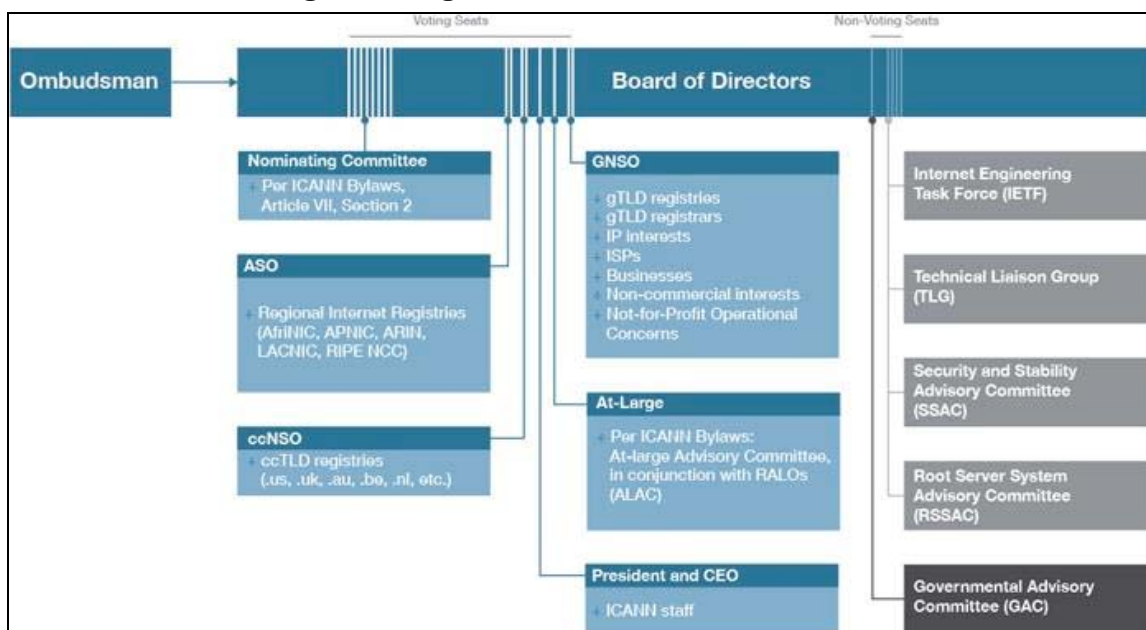 Voting Seats
Non-Voting Seats
Ombudsman
Board of Directors
Nominating Committee
+ Per ICANN Bylaws,
Article VII, Section 2
ASO
+ Regional Internet Registries
(AfriNIC, APNIC, ARIN,
LACNIC, RIPE NCC)
ccNSO
+ ccTLD registries
(.us, .uk, .au, .be, .nl, etc.)
GNSO
+ gTLD registries
+ gTLD registrars
+ IP interests
+ ISPs
+ Businesses
+ Non-commercial interests
+ Not-for-Profit Operational
Concerns
At-Large
+ Per ICANN Bylaws:
At-large Advisory Committee,
in conjunction with RALOs
(ALAC)
President and CEO
+ ICANN staff
Internet Engineering
Task Force (IETF)
Technical Liaison Group
(TLG)
Security and Stability
Advisory Committee
(SSAC)
Root Server System
Advisory Committee
(RSSAC)
Governmental Advisory
Committee (GAC)